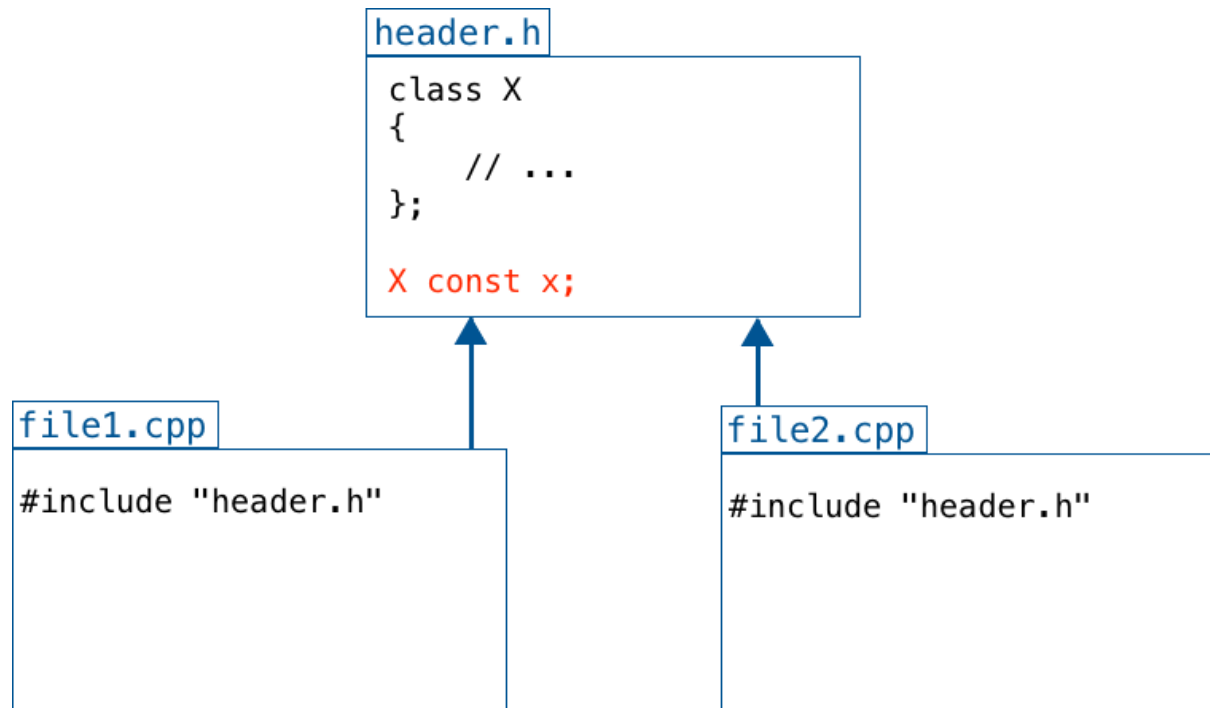 header.h
class X
{
    // ...
};
X const x;
file1.cpp
#include "header.h"
file2.cpp
#include "header.h"